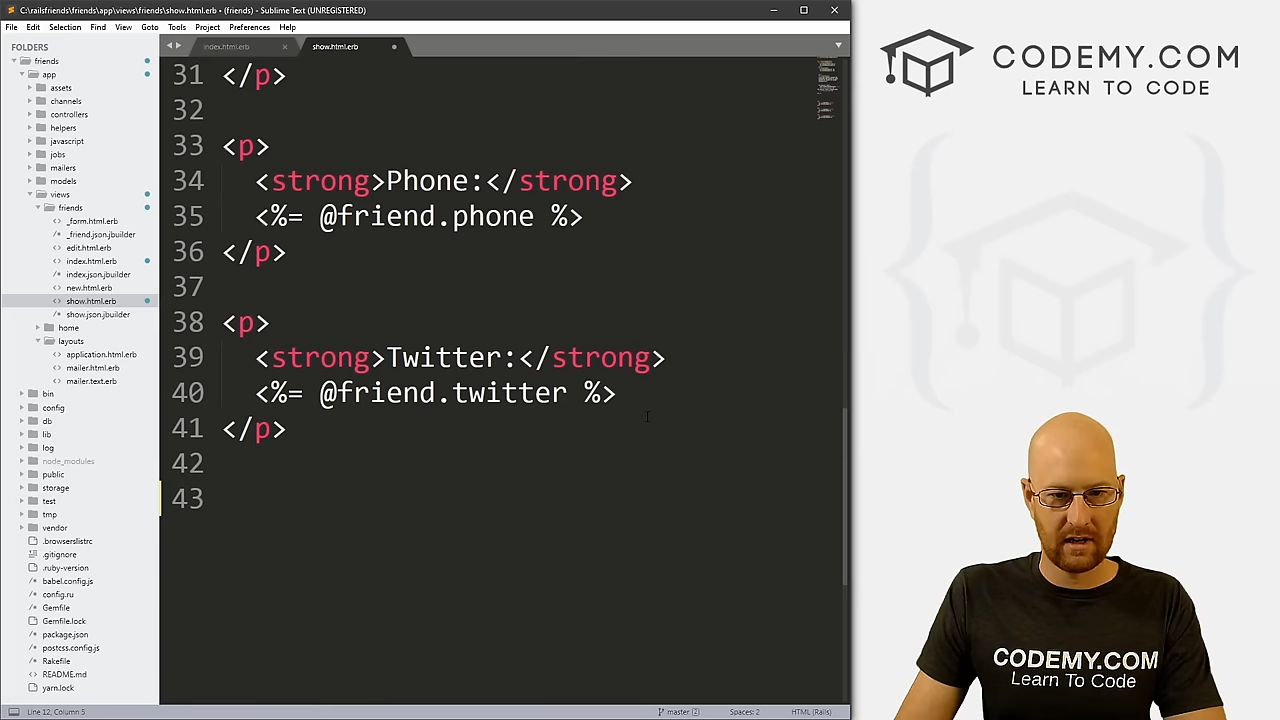 C:\railsfriends\friends\app\views\friends\show.html.erb • (friends) - Sublime Text (UNREGISTERED)
File Edit Selection Find View Goto Tools Project Preferences Help
FOLDERS
friends
app
assets
channels
controllers
helpers
javascript
jobs
mailers
models
views
friends
_form.html.erb
_friend.json.jbuilder
edit.html.erb
index.html.erb
index.json.jbuilder
new.html.erb
show.html.erb
show.json.jbuilder
home
layouts
application.html.erb
mailer.html.erb
mailer.text.erb
bin
config
db
lib
log
node_modules
public
storage
test
tmp
vendor
.browserslistrc
.gitignore
.ruby-version
babel.config.js
config.ru
Gemfile
Gemfile.lock
package.json
postcss.config.js
Rakefile
README.md
yarn.lock
index.html.erb show.html.erb
31 </p>
32
33 <p>
34 <strong>Phone:</strong>
35 <%= @friend.phone %>
36 </p>
37
38 <p>
39 <strong>Twitter:</strong>
40 <%= @friend.twitter %>
41 </p>
42
43
Line 12, Column 5 master (2) Spaces: 2 HTML (Rails)
CODEMY.COM
LEARN TO CODE
CODEMY.COM
Learn To Code